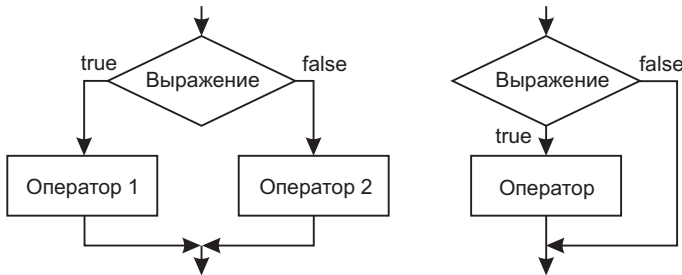 true
Выражение
false
Оператор 1
Оператор 2
Выражение
false
true
Оператор